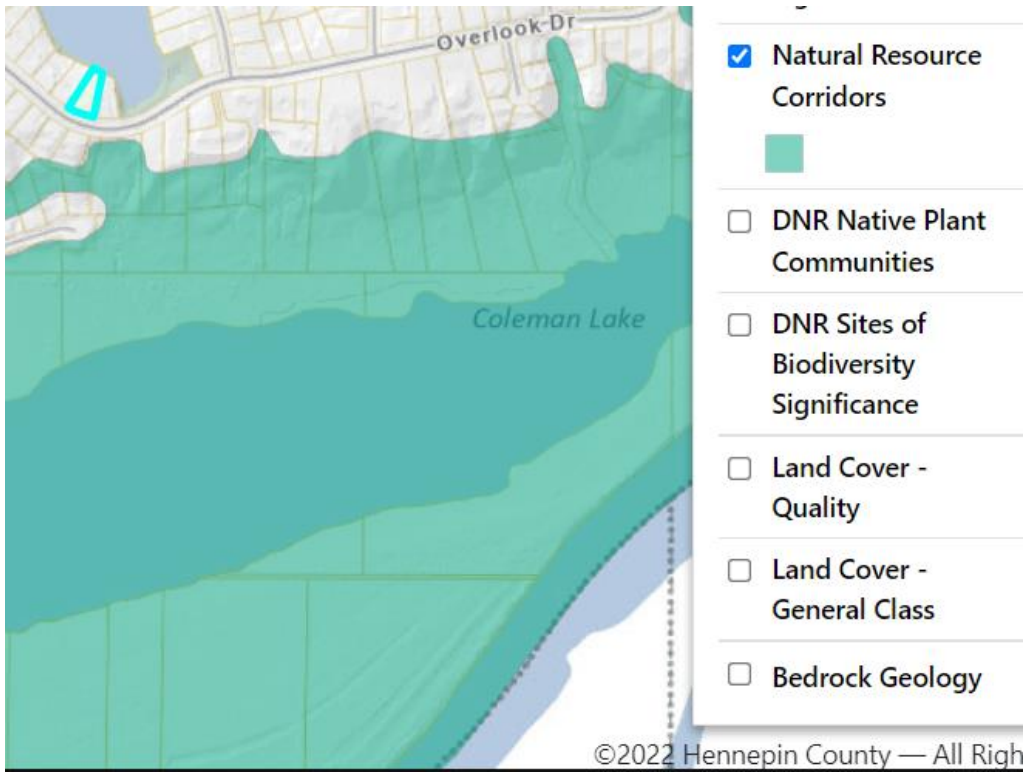 Overlook Dr
Coleman Lake
Natural Resource
Corridors
DNR Native Plant
Communities
DNR Sites of
Biodiversity
Significance
Land Cover -
Quality
Land Cover -
General Class
Bedrock Geology
©2022 Hennepin County — All Righ